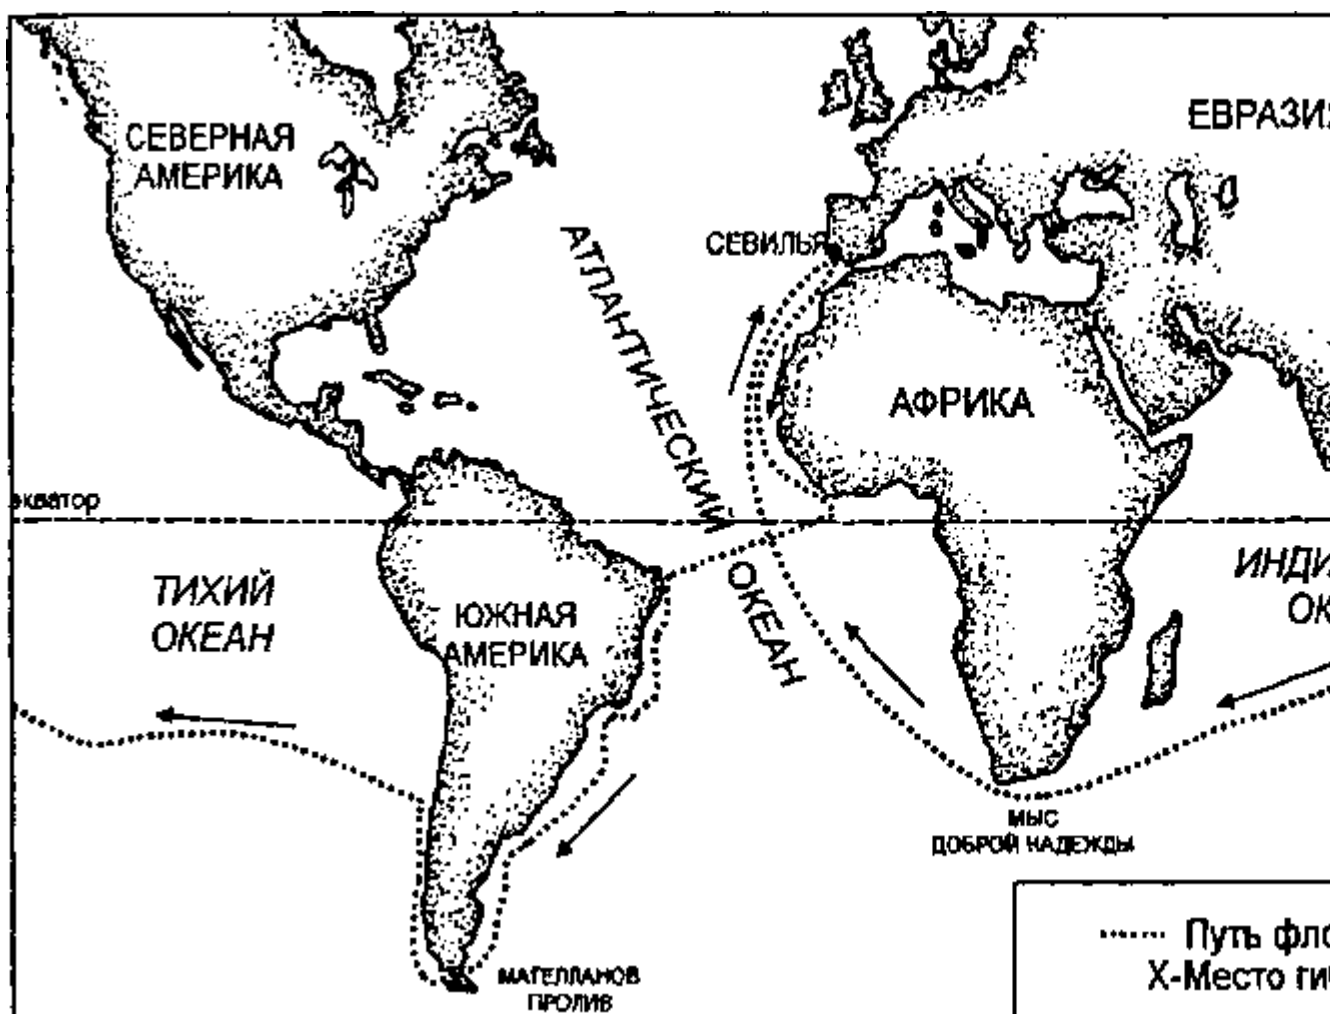 СЕВЕРНАЯ
АМЕРИКА
ЕВРАЗИЯ
СЕВИЛЬЯ
АТЛАНТИЧЕСКИЙ
ОКЕАН
АФРИКА
экватор
ТИХИЙ
ОКЕАН
ЮЖНАЯ
АМЕРИКА
ИНДИ
ОК
МЫС
ДОБРОЙ НАДЕЖДЫ
МАГЕЛЛАНОВ
ПРОЛИВ
Путь фло
X-Место ги